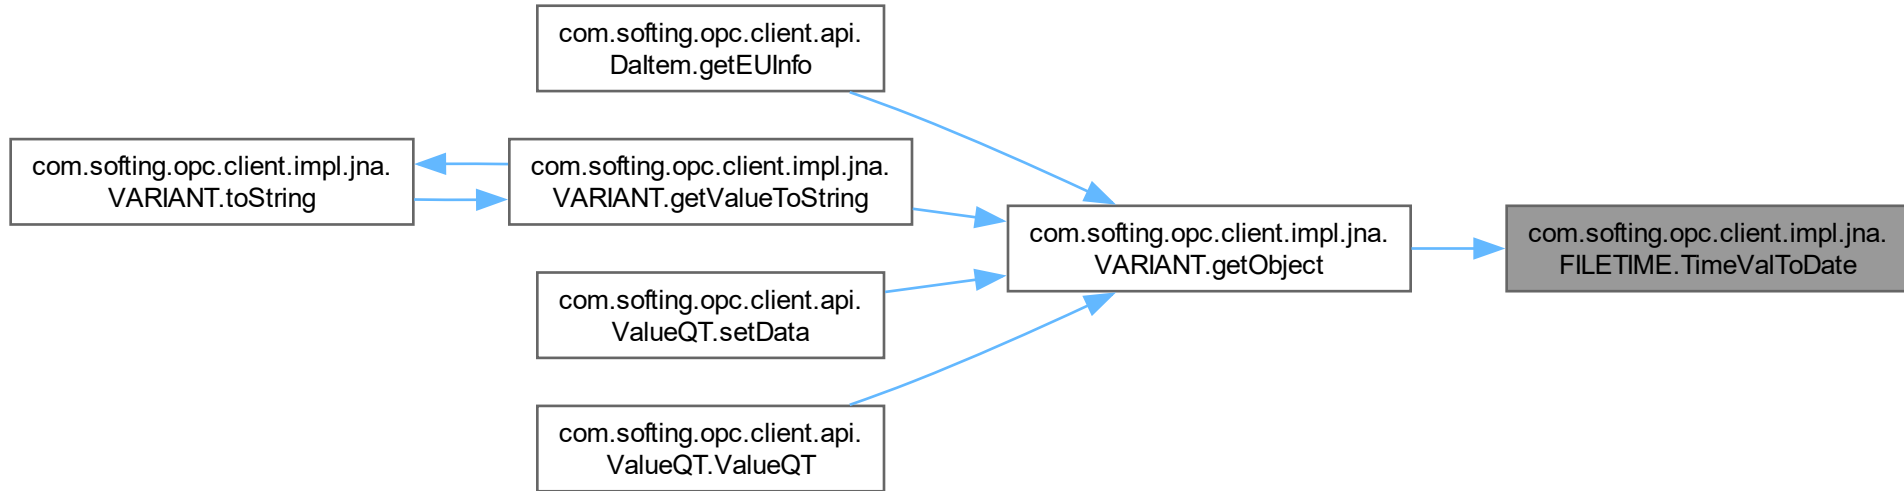 com.softing.opc.client.api.
DaItem.getEUInfo
com.softing.opc.client.impl.jna.
VARIANT.toString
com.softing.opc.client.impl.jna.
VARIANT.getValueToString
com.softing.opc.client.impl.jna.
VARIANT.getObject
com.softing.opc.client.impl.jna.
FILETIME.TimeValToDate
com.softing.opc.client.api.
ValueQT.setData
com.softing.opc.client.api.
ValueQT.ValueQT